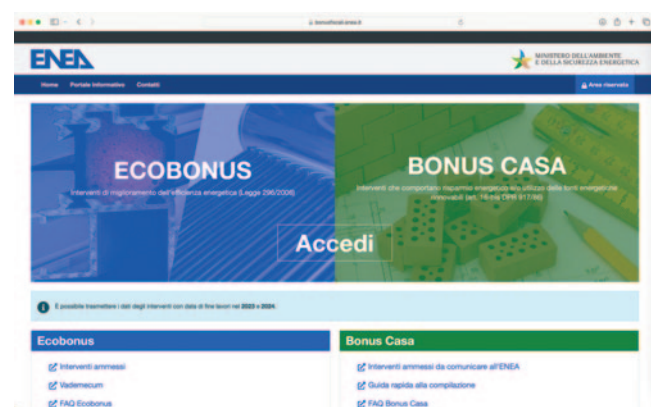 bonusfiscali.enea.it
ENEA
MINISTERO DELL'AMBIENTE
E DELLA SICUREZZA ENERGETICA
Home Portale informativo Contatti
Area riservata
ECOBONUS
Interventi di miglioramento dell'efficienza energetica (Legge 296/2006)
BONUS CASA
Interventi che comportano risparmio energetico e/o utilizzo delle fonti energetiche
rinnovabili (art. 16-bis DPR 917/86)
Accedi
È possibile trasmettere i dati degli interventi con data di fine lavori nel 2023 e 2024.
Ecobonus
Interventi ammessi
Vademecum
FAQ Ecobonus
Bonus Casa
Interventi ammessi da comunicare all'ENEA
Guida rapida alla compilazione
FAQ Bonus Casa